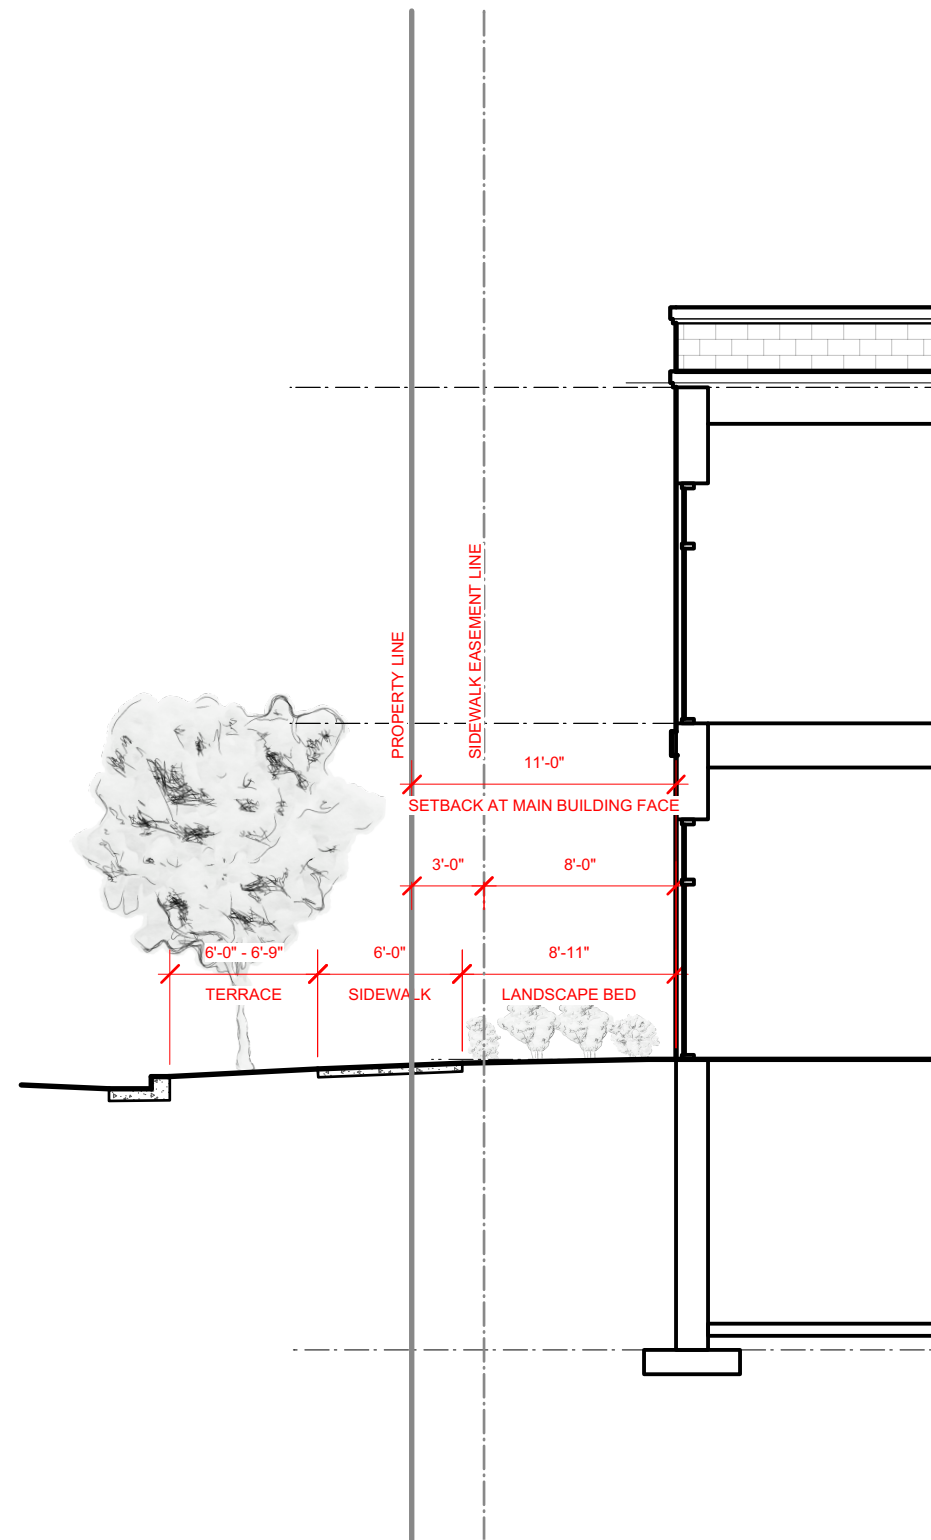 PROPERTY LINE
SIDEWALK EASEMENT LINE
11'-0"
SETBACK AT MAIN BUILDING FACE
3'-0"
8'-0"
6'-0" - 6'-9"
6'-0"
8'-11"
TERRACE
SIDEWALK
LANDSCAPE BED